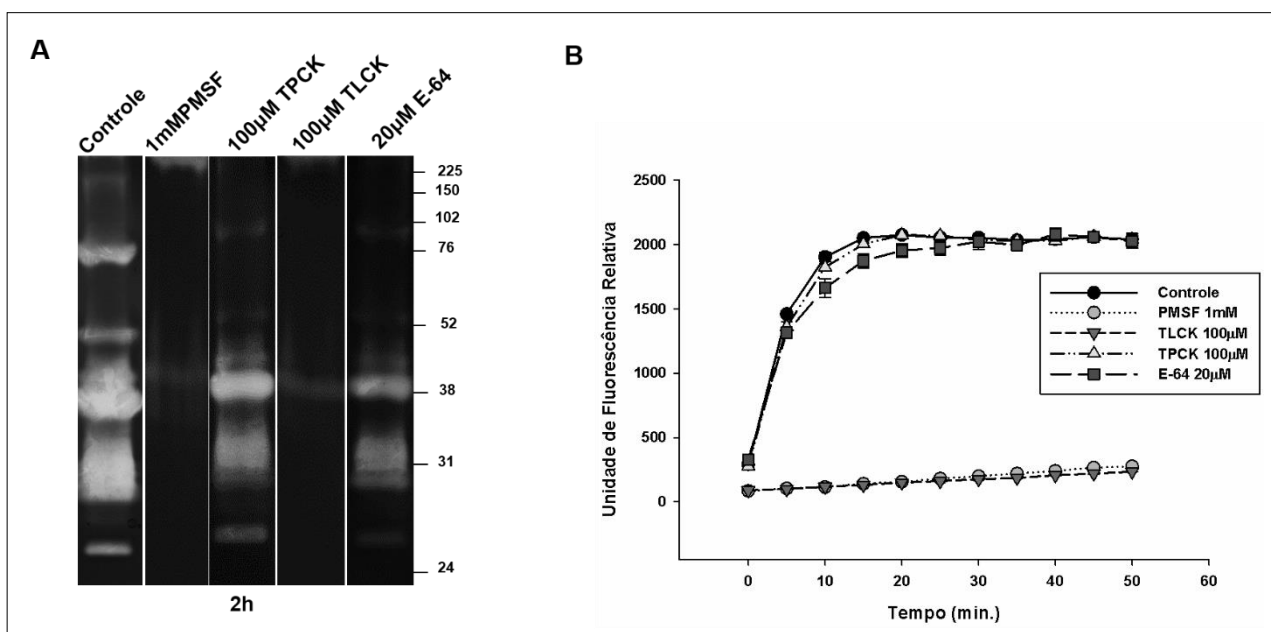 A
Controle
1mMPMSF
100µM TPCK
100µM TLCK
20µM E-64
225
150
102
76
52
38
31
24
2h
B
Unidade de Fluorescência Relativa
2500
2000
1500
1000
500
0
0 10 20 30 40 50 60
Tempo (min.)
Controle
PMSF 1mM
TLCK 100µM
TPCK 100µM
E-64 20µM